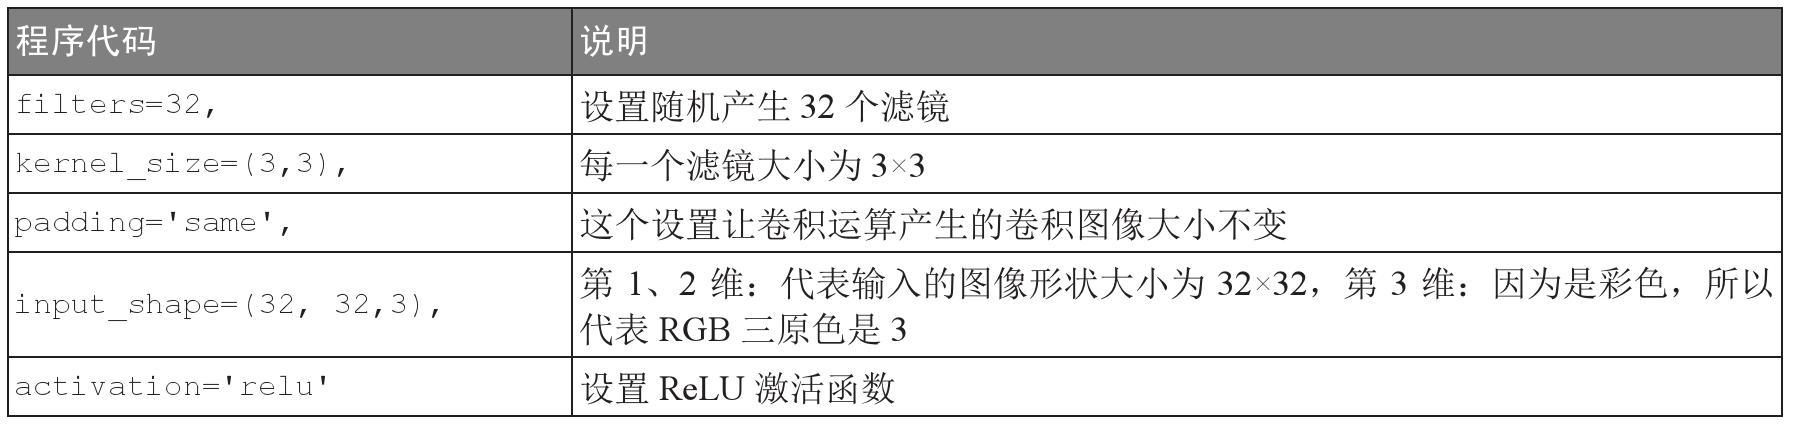 程序代码 说明
filters=32, 设置随机产生 32 个滤镜
kernel_size=(3,3), 每一个滤镜大小为 3×3
padding='same', 这个设置让卷积运算产生的卷积图像大小不变
input_shape=(32, 32,3), 第 1、2 维：代表输入的图像形状大小为 32×32，第 3 维：因为是彩色，所以
代表 RGB 三原色是 3
activation='relu' 设置 ReLU 激活函数